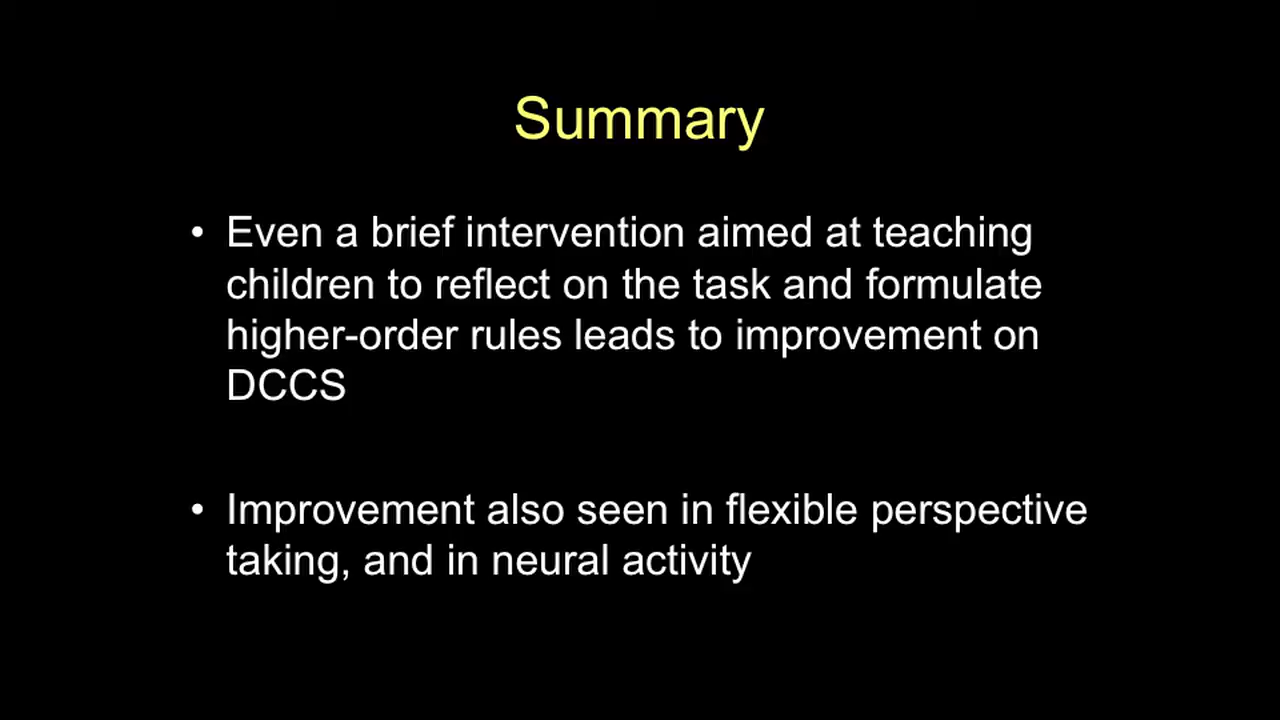 Summary
• Even a brief intervention aimed at teaching
children to reflect on the task and formulate
higher-order rules leads to improvement on
DCCS
• Improvement also seen in flexible perspective
taking, and in neural activity